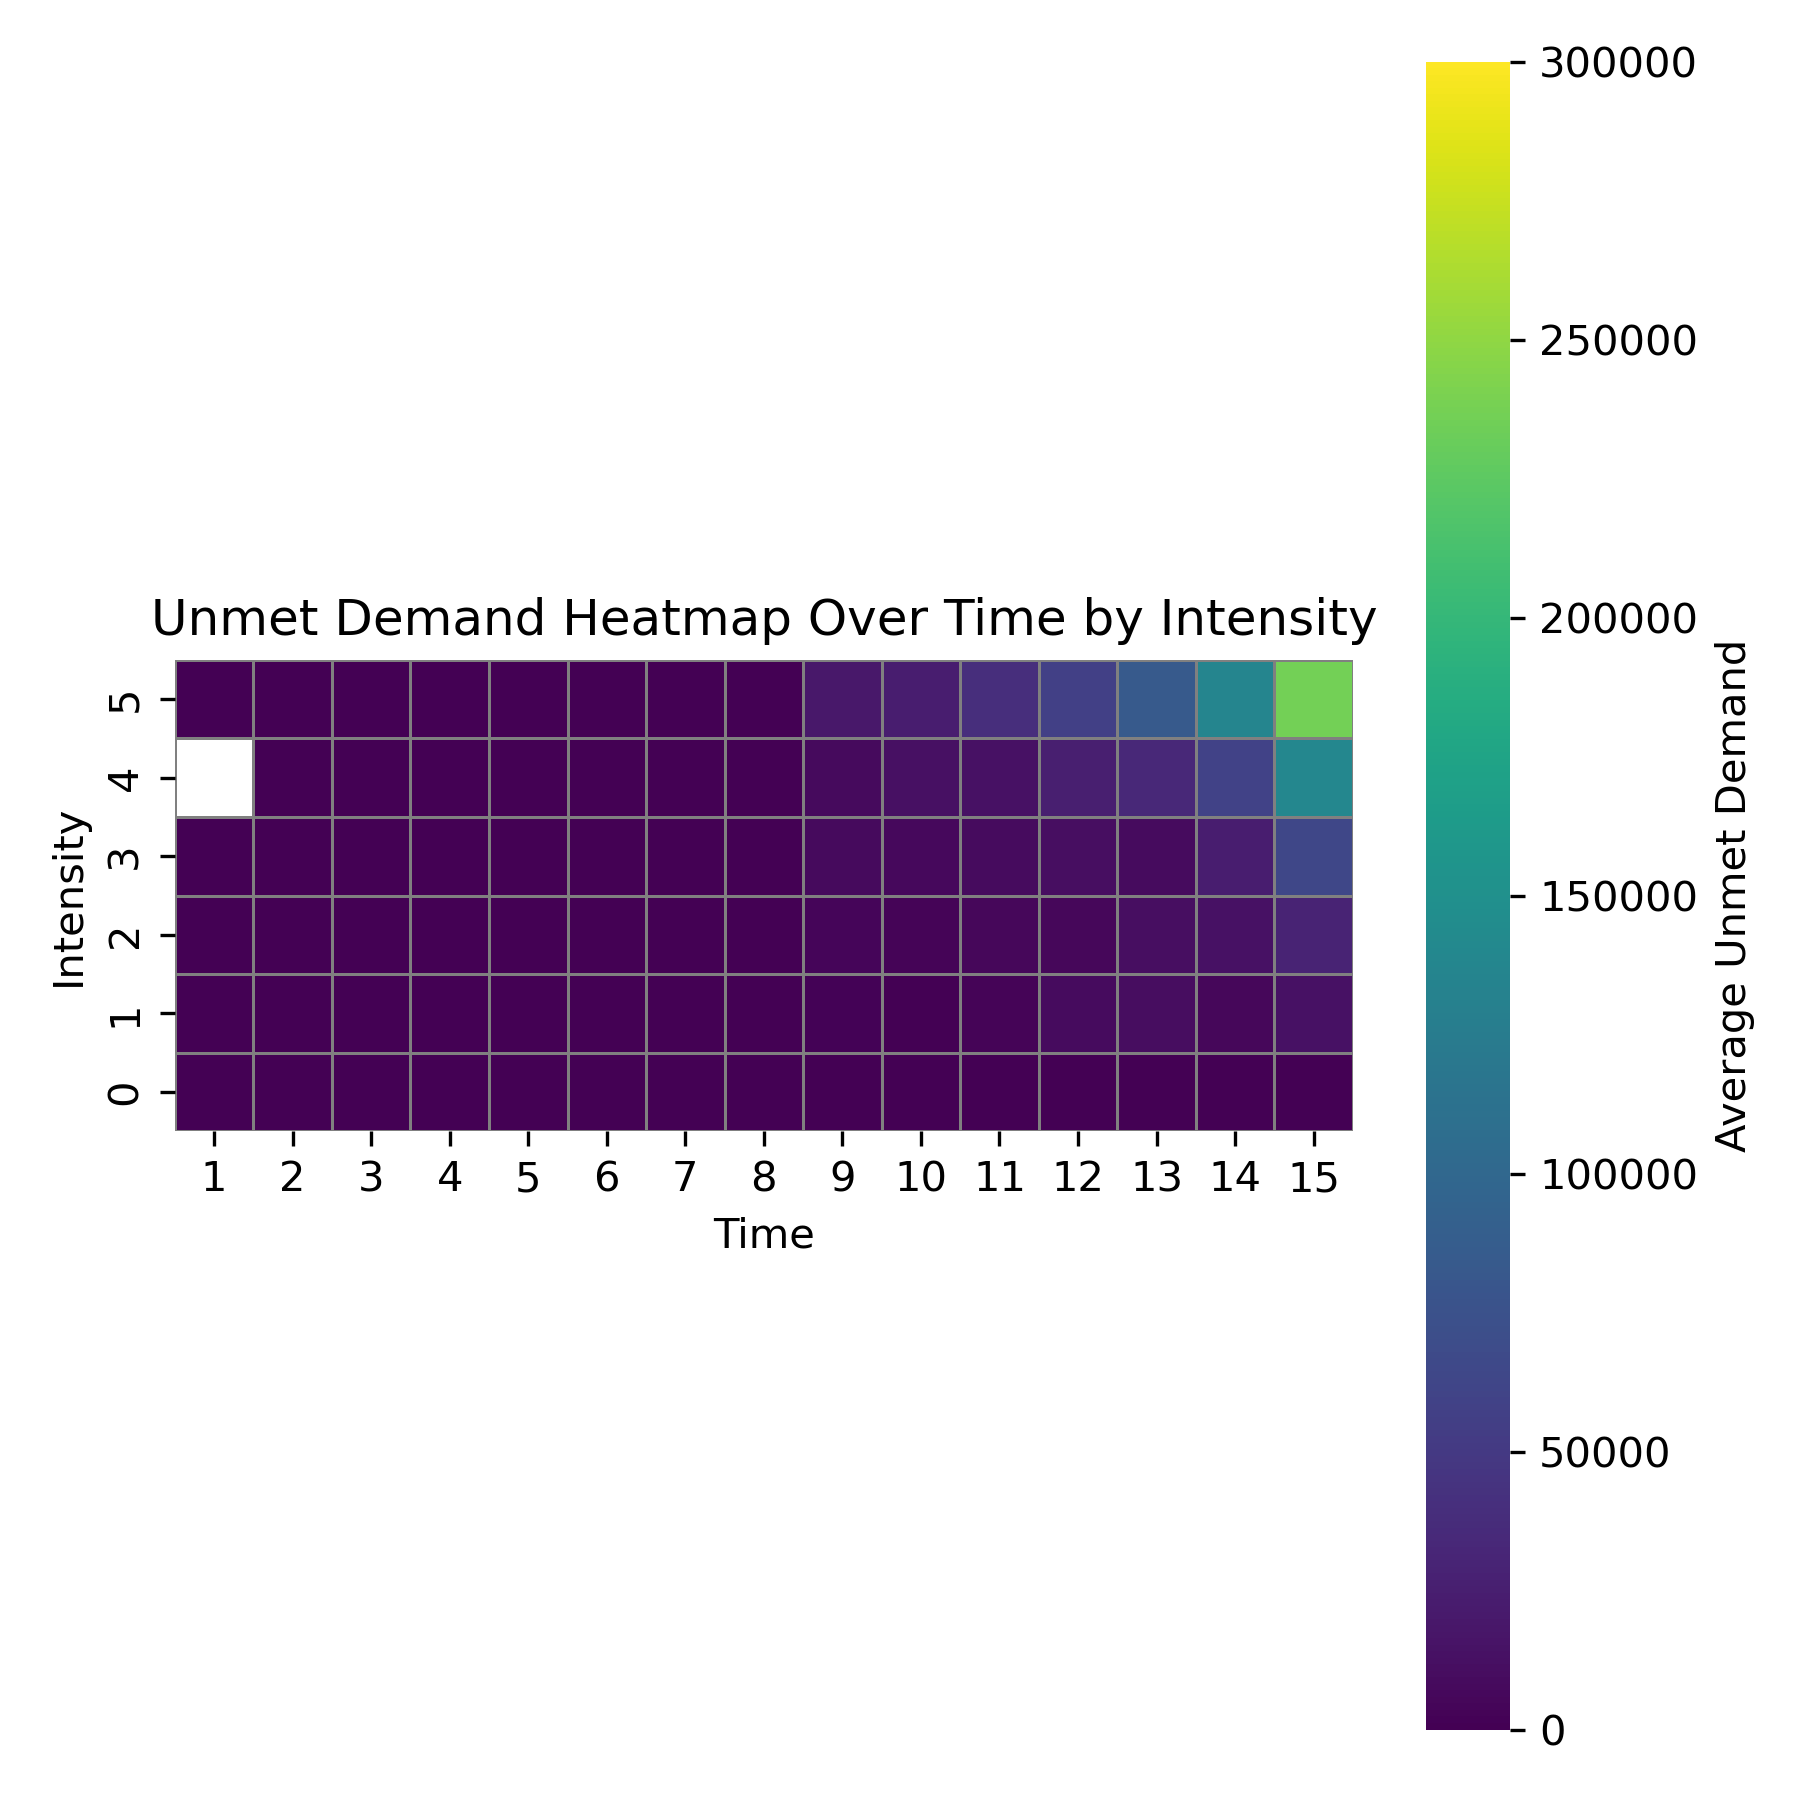 Unmet Demand Heatmap Over Time by Intensity
Intensity
5
4
3
2
1
0
1 2 3 4 5 6 7 8 9 10 11 12 13 14 15
Time
300000
250000
200000
150000
100000
50000
0
Average Unmet Demand